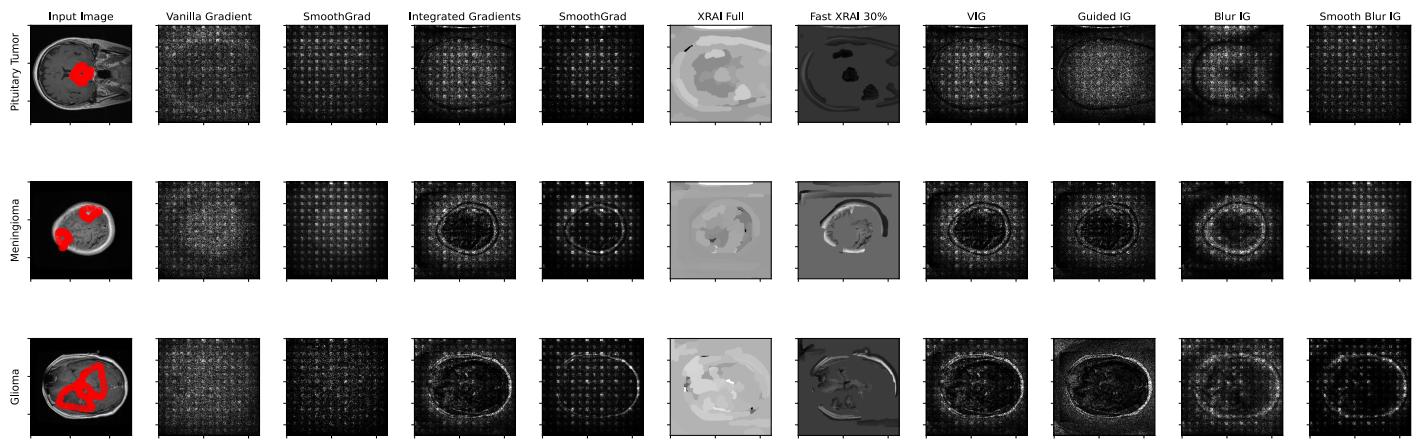 Input Image Vanilla Gradient SmoothGrad Integrated Gradients SmoothGrad XRAI Full Fast XRAI 30% VIG Guided IG Blur IG Smooth Blur IG
Pituitary Tumor
Meningioma
Glioma